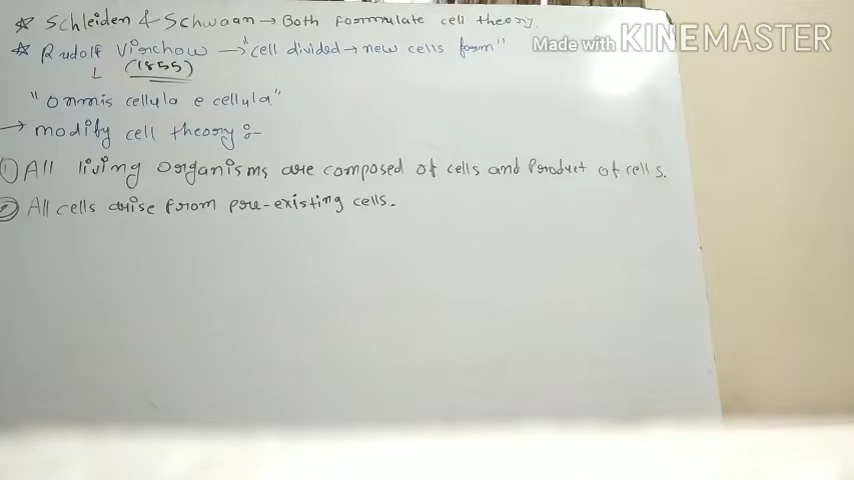 ☆ Schleiden & Schwaan → Both formulate cell theory.
☆ Rudolf Virchow → "cell divided → new cells form"
(1855)
"Omnis cellula e cellula"
→ modify cell theory :-
① All living organisms are composed of cells and Product of cells.
② All cells arise from pre-existing cells.
Made with KINEMASTER